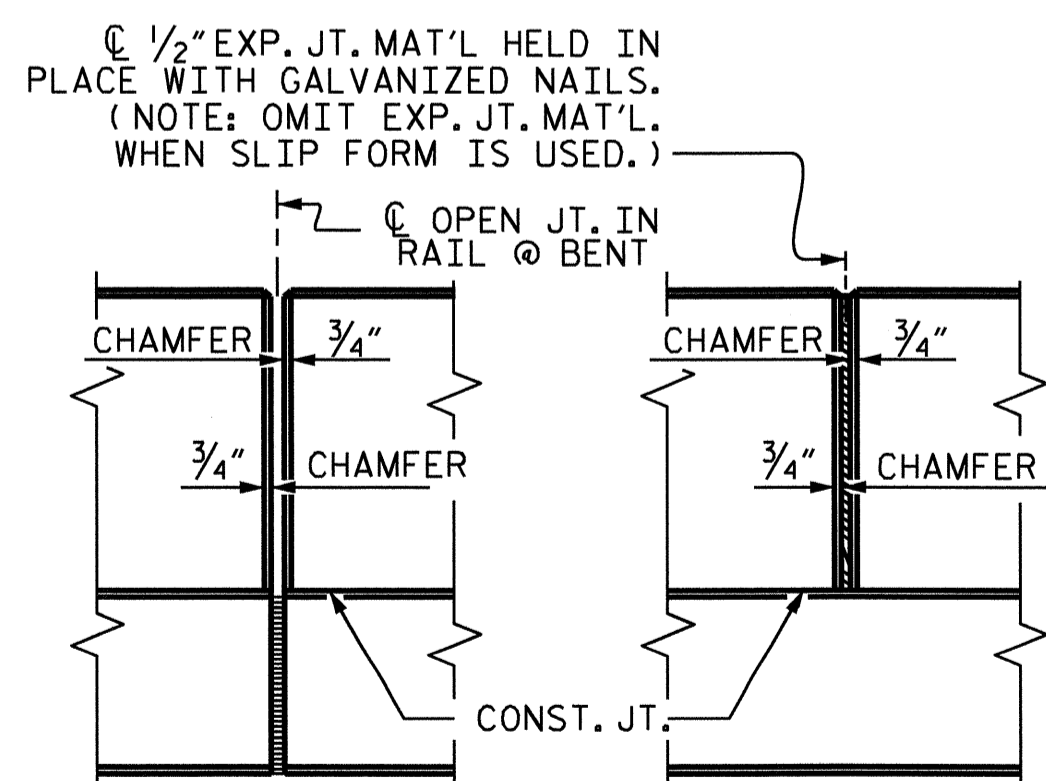 ℄ 1/2" EXP. JT. MAT'L HELD IN
PLACE WITH GALVANIZED NAILS.
(NOTE: OMIT EXP. JT. MAT'L.
WHEN SLIP FORM IS USED.)
℄ OPEN JT. IN
RAIL @ BENT
CHAMFER 3/4"
3/4" CHAMFER
CHAMFER 3/4"
3/4" CHAMFER
CONST. JT.